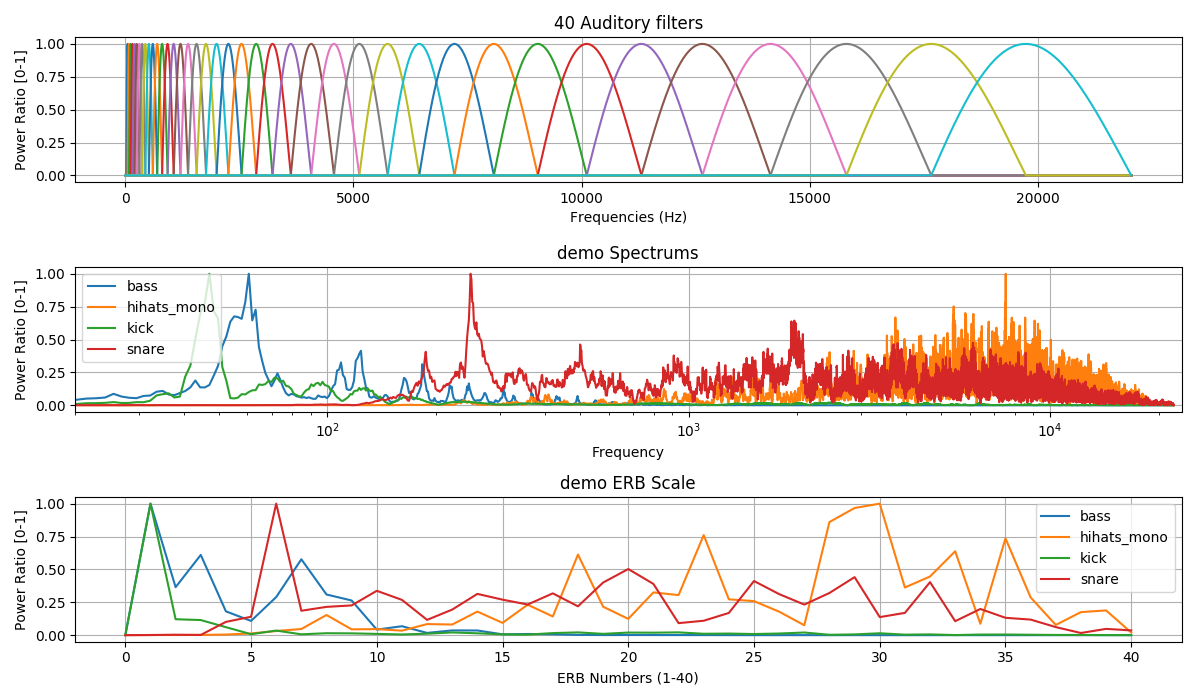 40 Auditory filters
Power Ratio [0-1]
1.00
0.75
0.50
0.25
0.00
0 5000 10000 15000 20000
Frequencies (Hz)
demo Spectrums
Power Ratio [0-1]
1.00
0.75
0.50
0.25
0.00
bass
hihats_mono
kick
snare
10² 10³ 10⁴
Frequency
demo ERB Scale
Power Ratio [0-1]
1.00
0.75
0.50
0.25
0.00
bass
hihats_mono
kick
snare
0 5 10 15 20 25 30 35 40
ERB Numbers (1-40)